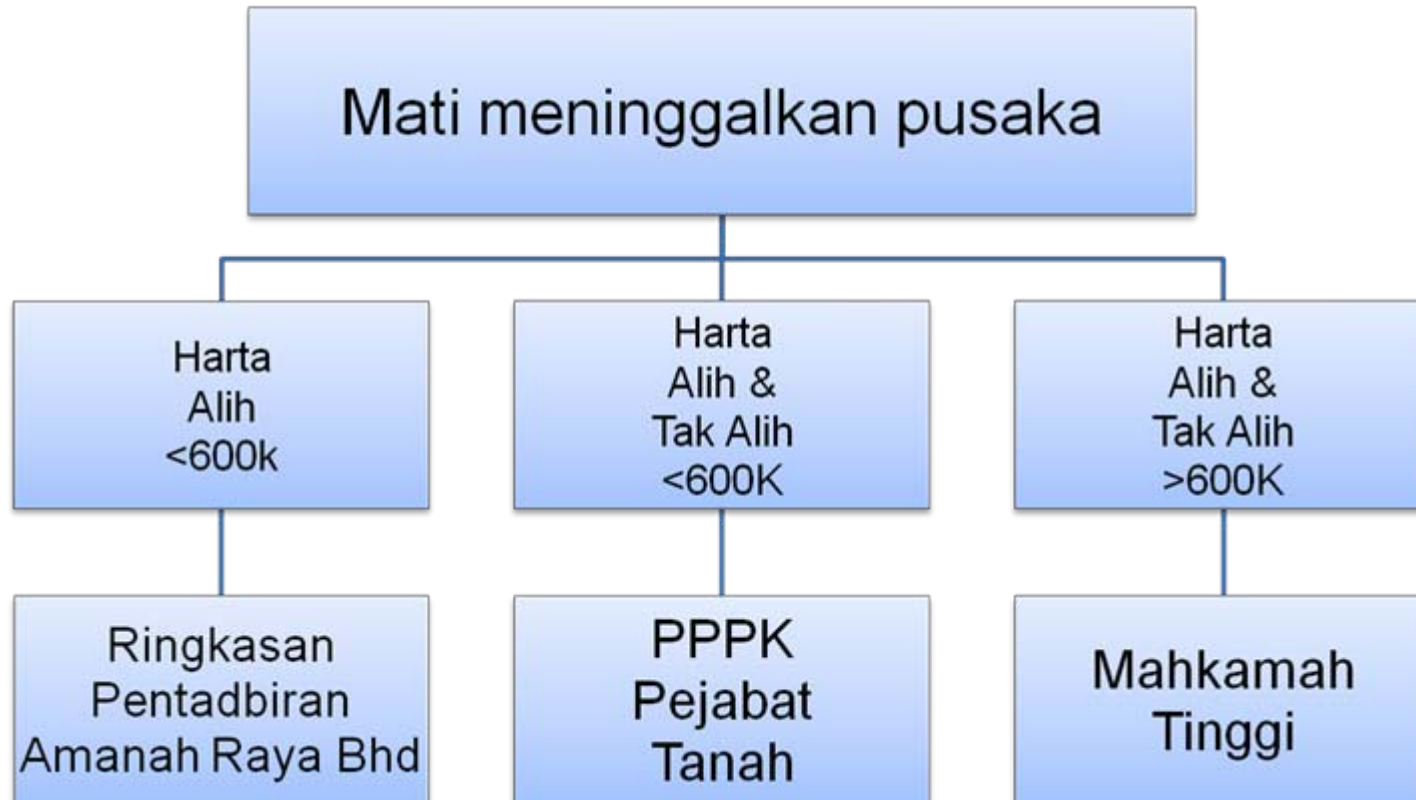 Mati meninggalkan pusaka
Harta
Alih
<600k
Harta
Alih &
Tak Alih
<600K
Harta
Alih &
Tak Alih
>600K
Ringkasan
Pentadbiran
Amanah Raya Bhd
PPPK
Pejabat
Tanah
Mahkamah
Tinggi